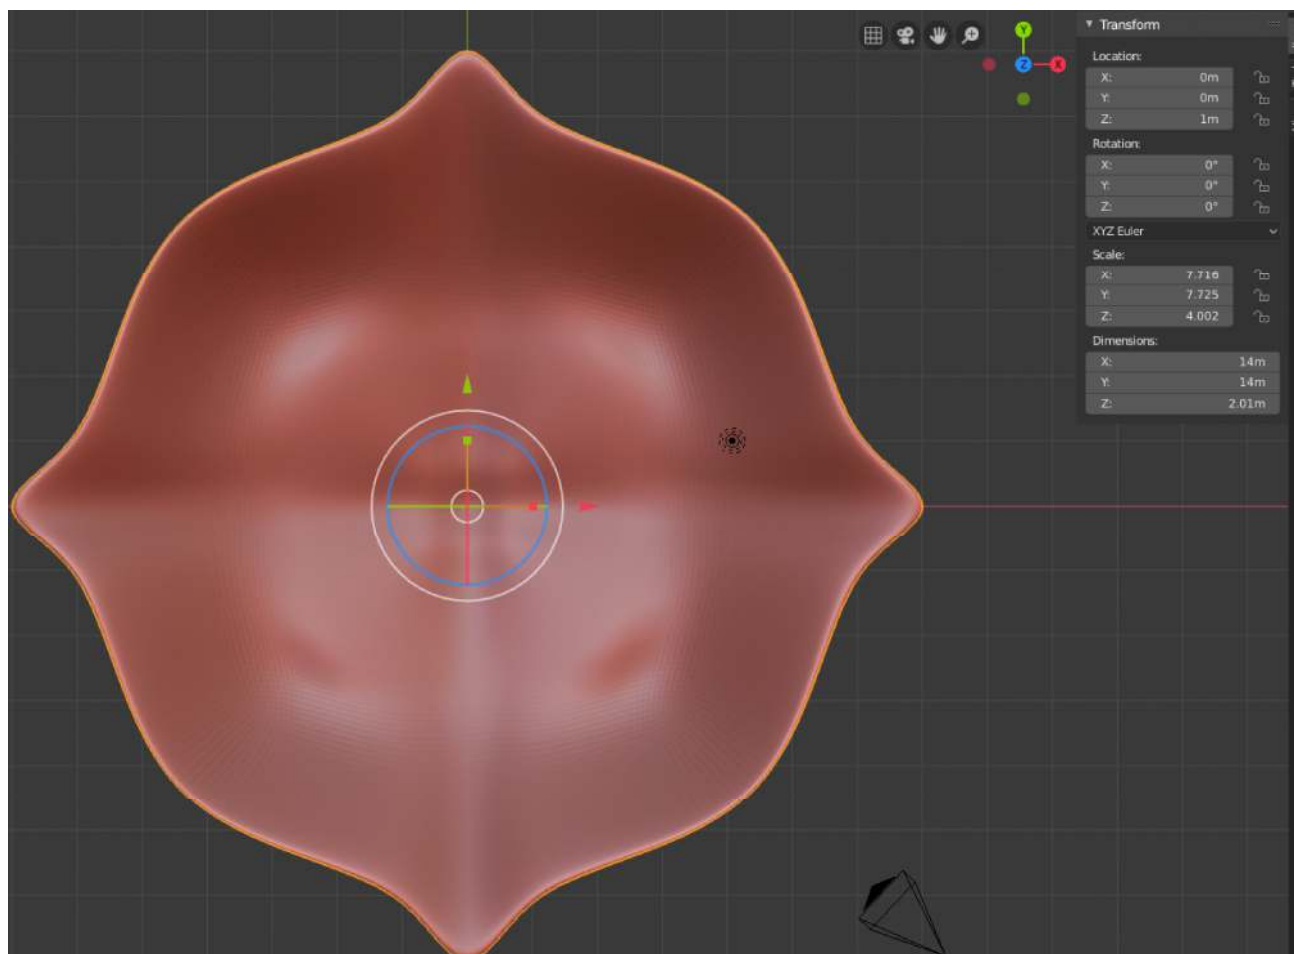 Transform
Y
Z
X
Location:
X: 0m
Y: 0m
Z: 1m
Rotation:
X: 0°
Y: 0°
Z: 0°
XYZ Euler
Scale:
X: 7.716
Y: 7.725
Z: 4.002
Dimensions:
X: 14m
Y: 14m
Z: 2.01m